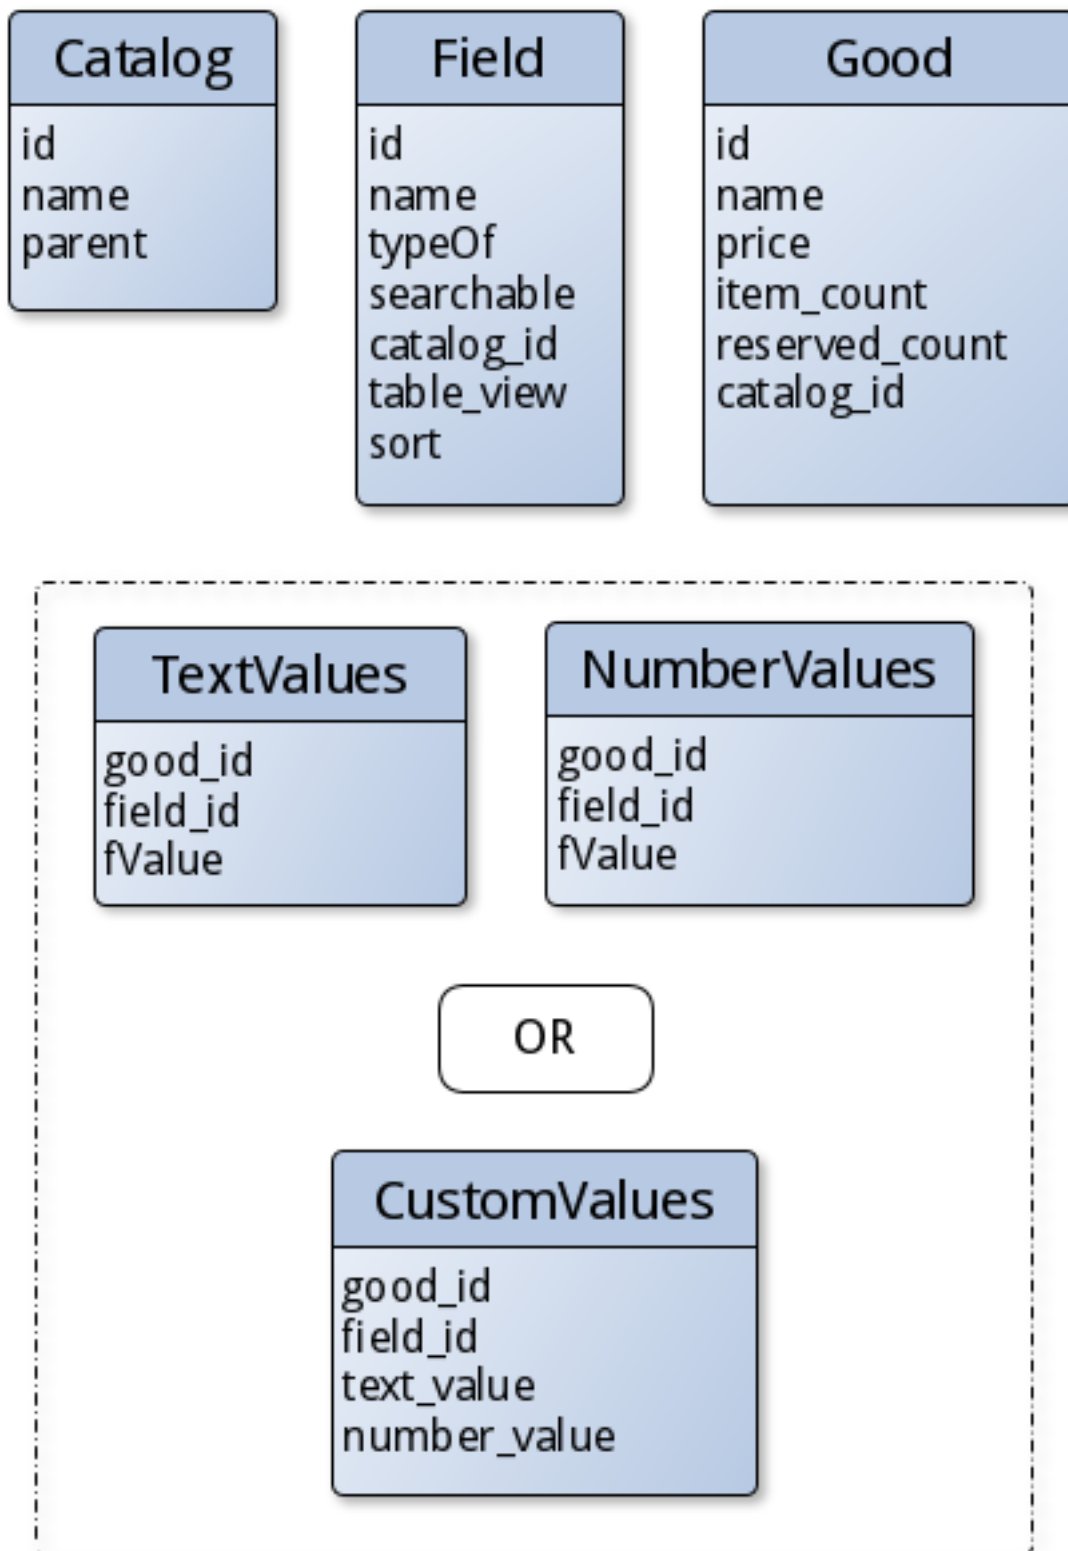 Catalog
id
name
parent
Field
id
name
typeOf
searchable
catalog_id
table_view
sort
Good
id
name
price
item_count
reserved_count
catalog_id
TextValues
good_id
field_id
fValue
NumberValues
good_id
field_id
fValue
OR
CustomValues
good_id
field_id
text_value
number_value